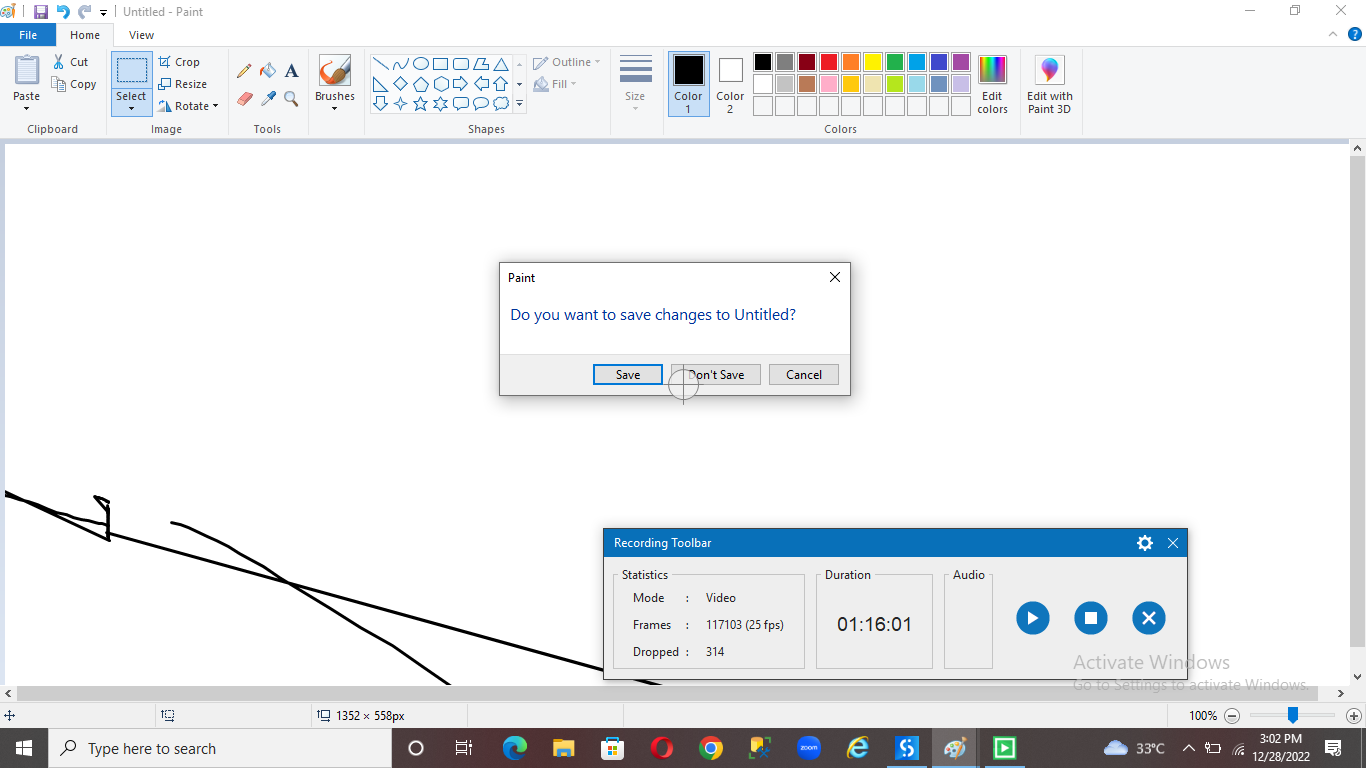 Untitled - Paint
File Home View
Paste
Cut
Copy
Clipboard
Select
Crop
Resize
Rotate
Image
A
Tools
Brushes
Shapes
Outline
Fill
Size
Color 1
Color 2
Colors
Edit colors
Edit with Paint 3D
?
Paint
Do you want to save changes to Untitled?
Save Don't Save Cancel
Recording Toolbar
Statistics
Mode : Video
Frames : 117103 (25 fps)
Dropped : 314
Duration
01:16:01
Audio
Activate Windows
Go to Settings to activate Windows.
1352 × 558px
100%
Type here to search
zoom
33°C
3:02 PM
12/28/2022